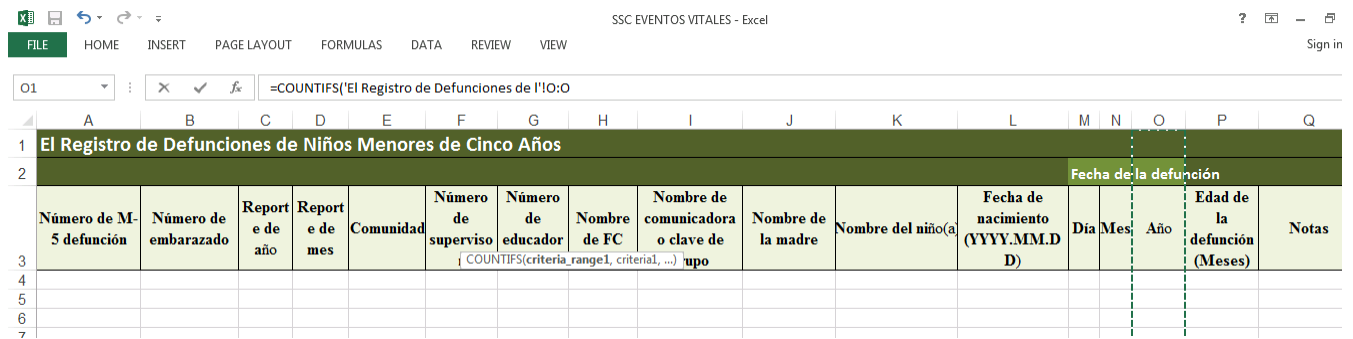 SSC EVENTOS VITALES - Excel
?
FILE HOME INSERT PAGE LAYOUT FORMULAS DATA REVIEW VIEW Sign in
O1 fx =COUNTIFS('El Registro de Defunciones de l'!O:O
A B C D E F G H I J K L M N O P Q
1 El Registro de Defunciones de Niños Menores de Cinco Años
2 Fecha de la defunción
Número de M-
5 defunción
Número de
embarazado
Report
e de
año
Report
e de
mes
Comunidad
Número
de
superviso
Número
de
educador
Nombre
de FC
Nombre de
comunicadora
o clave de
rupo
Nombre de
la madre
Nombre del niño(a)
Fecha de
nacimiento
(YYYY.MM.D
D)
Día
Mes
Año
Edad de
la
defunción
(Meses)
Notas
3
COUNTIFS(criteria_range1, criteria1, ...)
4
5
6
7